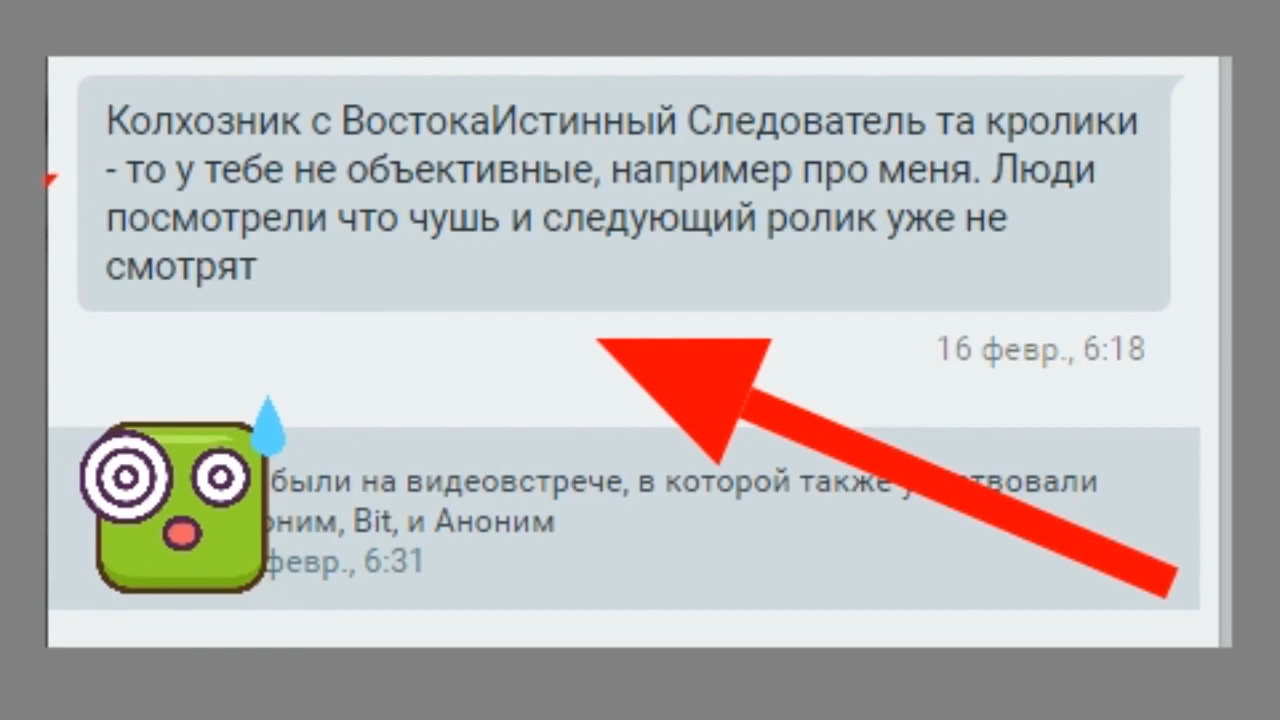 Колхозник с ВостокаИстинный Следователь та кролики
- то у тебе не объективные, например про меня. Люди
посмотрели что чушь и следующий ролик уже не
смотрят
16 февр., 6:18
были на видеовстрече, в которой также
Bit, и Аноним
февр., 6:31